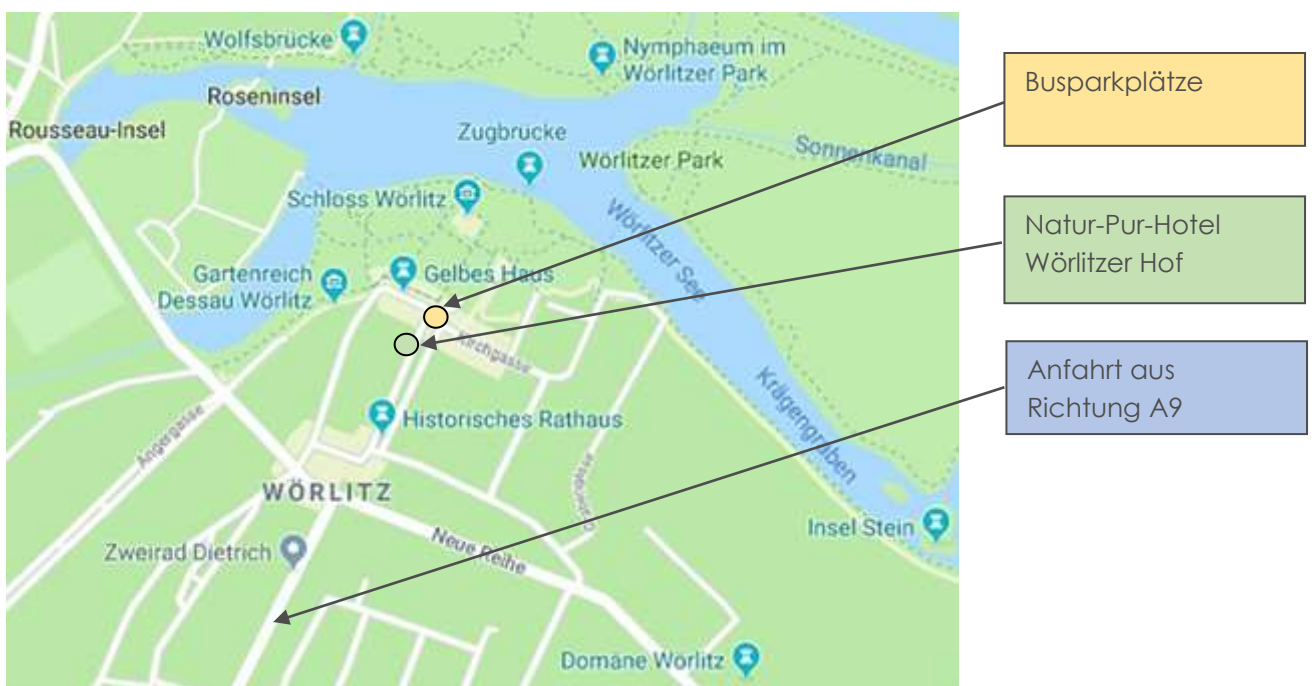 Wolfsbrücke
Nymphaeum im
Wörlitzer Park
Roseninsel
Rousseau-Insel
Zugbrücke
Wörlitzer Park
Sonnenkanal
Schloss Wörlitz
Wörlitzer See
Gartenreich
Dessau Wörlitz
Gelbes Haus
Kirchgasse
Krägengraben
Historisches Rathaus
Angergasse
WÖRLITZ
Insel Stein
Neue Reihe
Zweirad Dietrich
Domäne Wörlitz
Busparkplätze
Natur-Pur-Hotel
Wörlitzer Hof
Anfahrt aus
Richtung A9